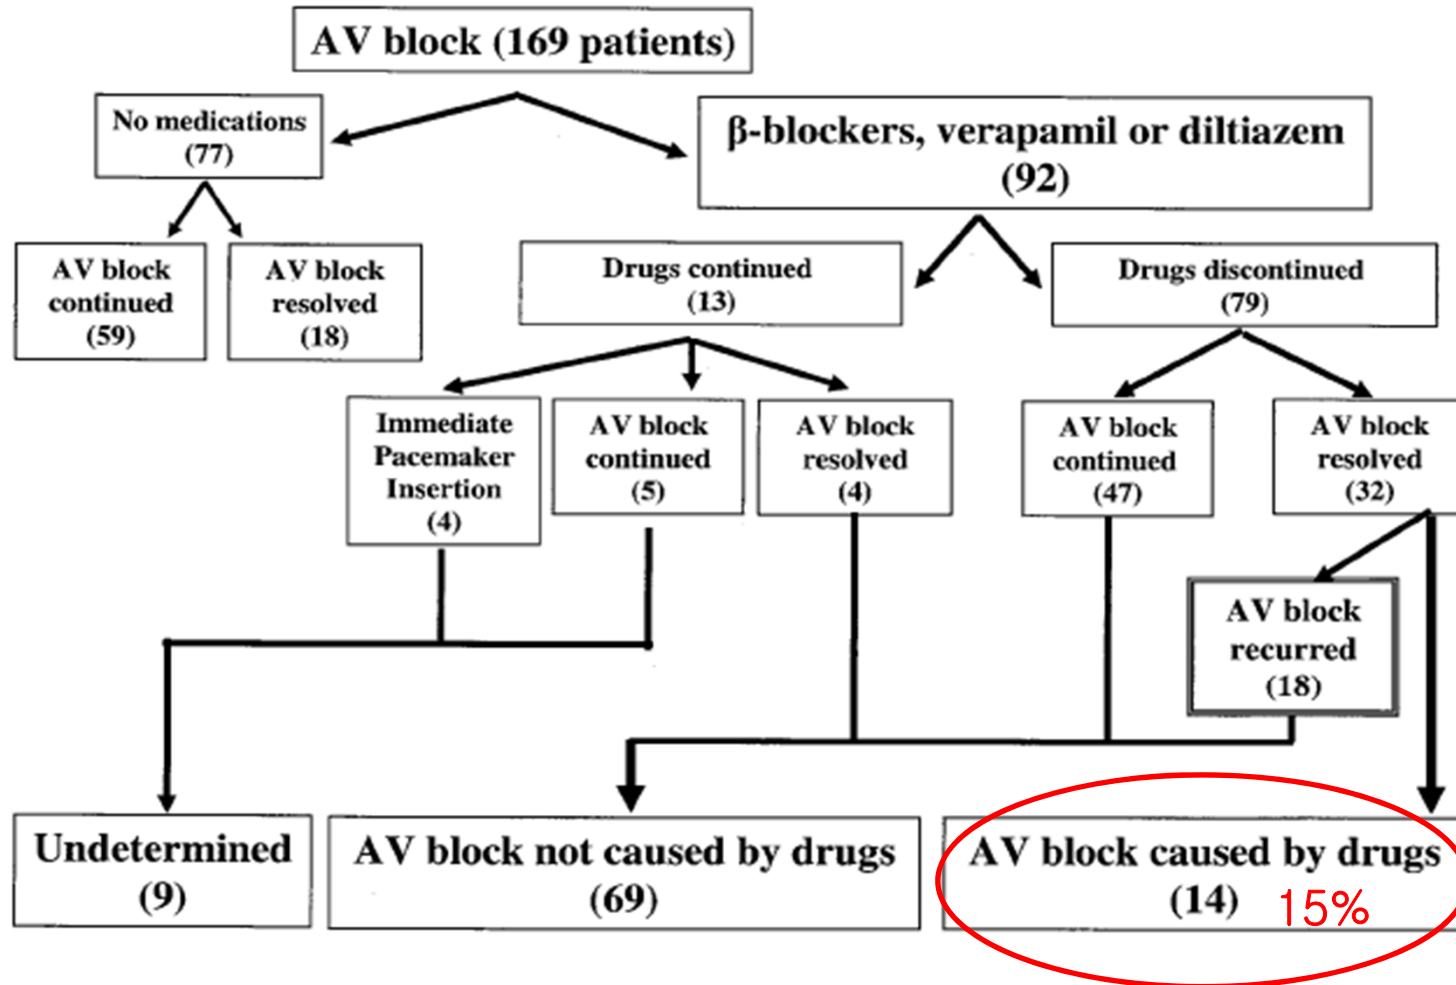 AV block (169 patients)
No medications
(77)
β-blockers, verapamil or diltiazem
(92)
AV block
continued
(59)
AV block
resolved
(18)
Drugs continued
(13)
Drugs discontinued
(79)
Immediate
Pacemaker
Insertion
(4)
AV block
continued
(5)
AV block
resolved
(4)
AV block
continued
(47)
AV block
resolved
(32)
AV block
recurred
(18)
Undetermined
(9)
AV block not caused by drugs
(69)
AV block caused by drugs
(14) 15%